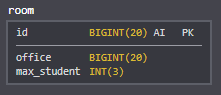 room
id BIGINT(20) AI PK
office BIGINT(20)
max_student INT(3)